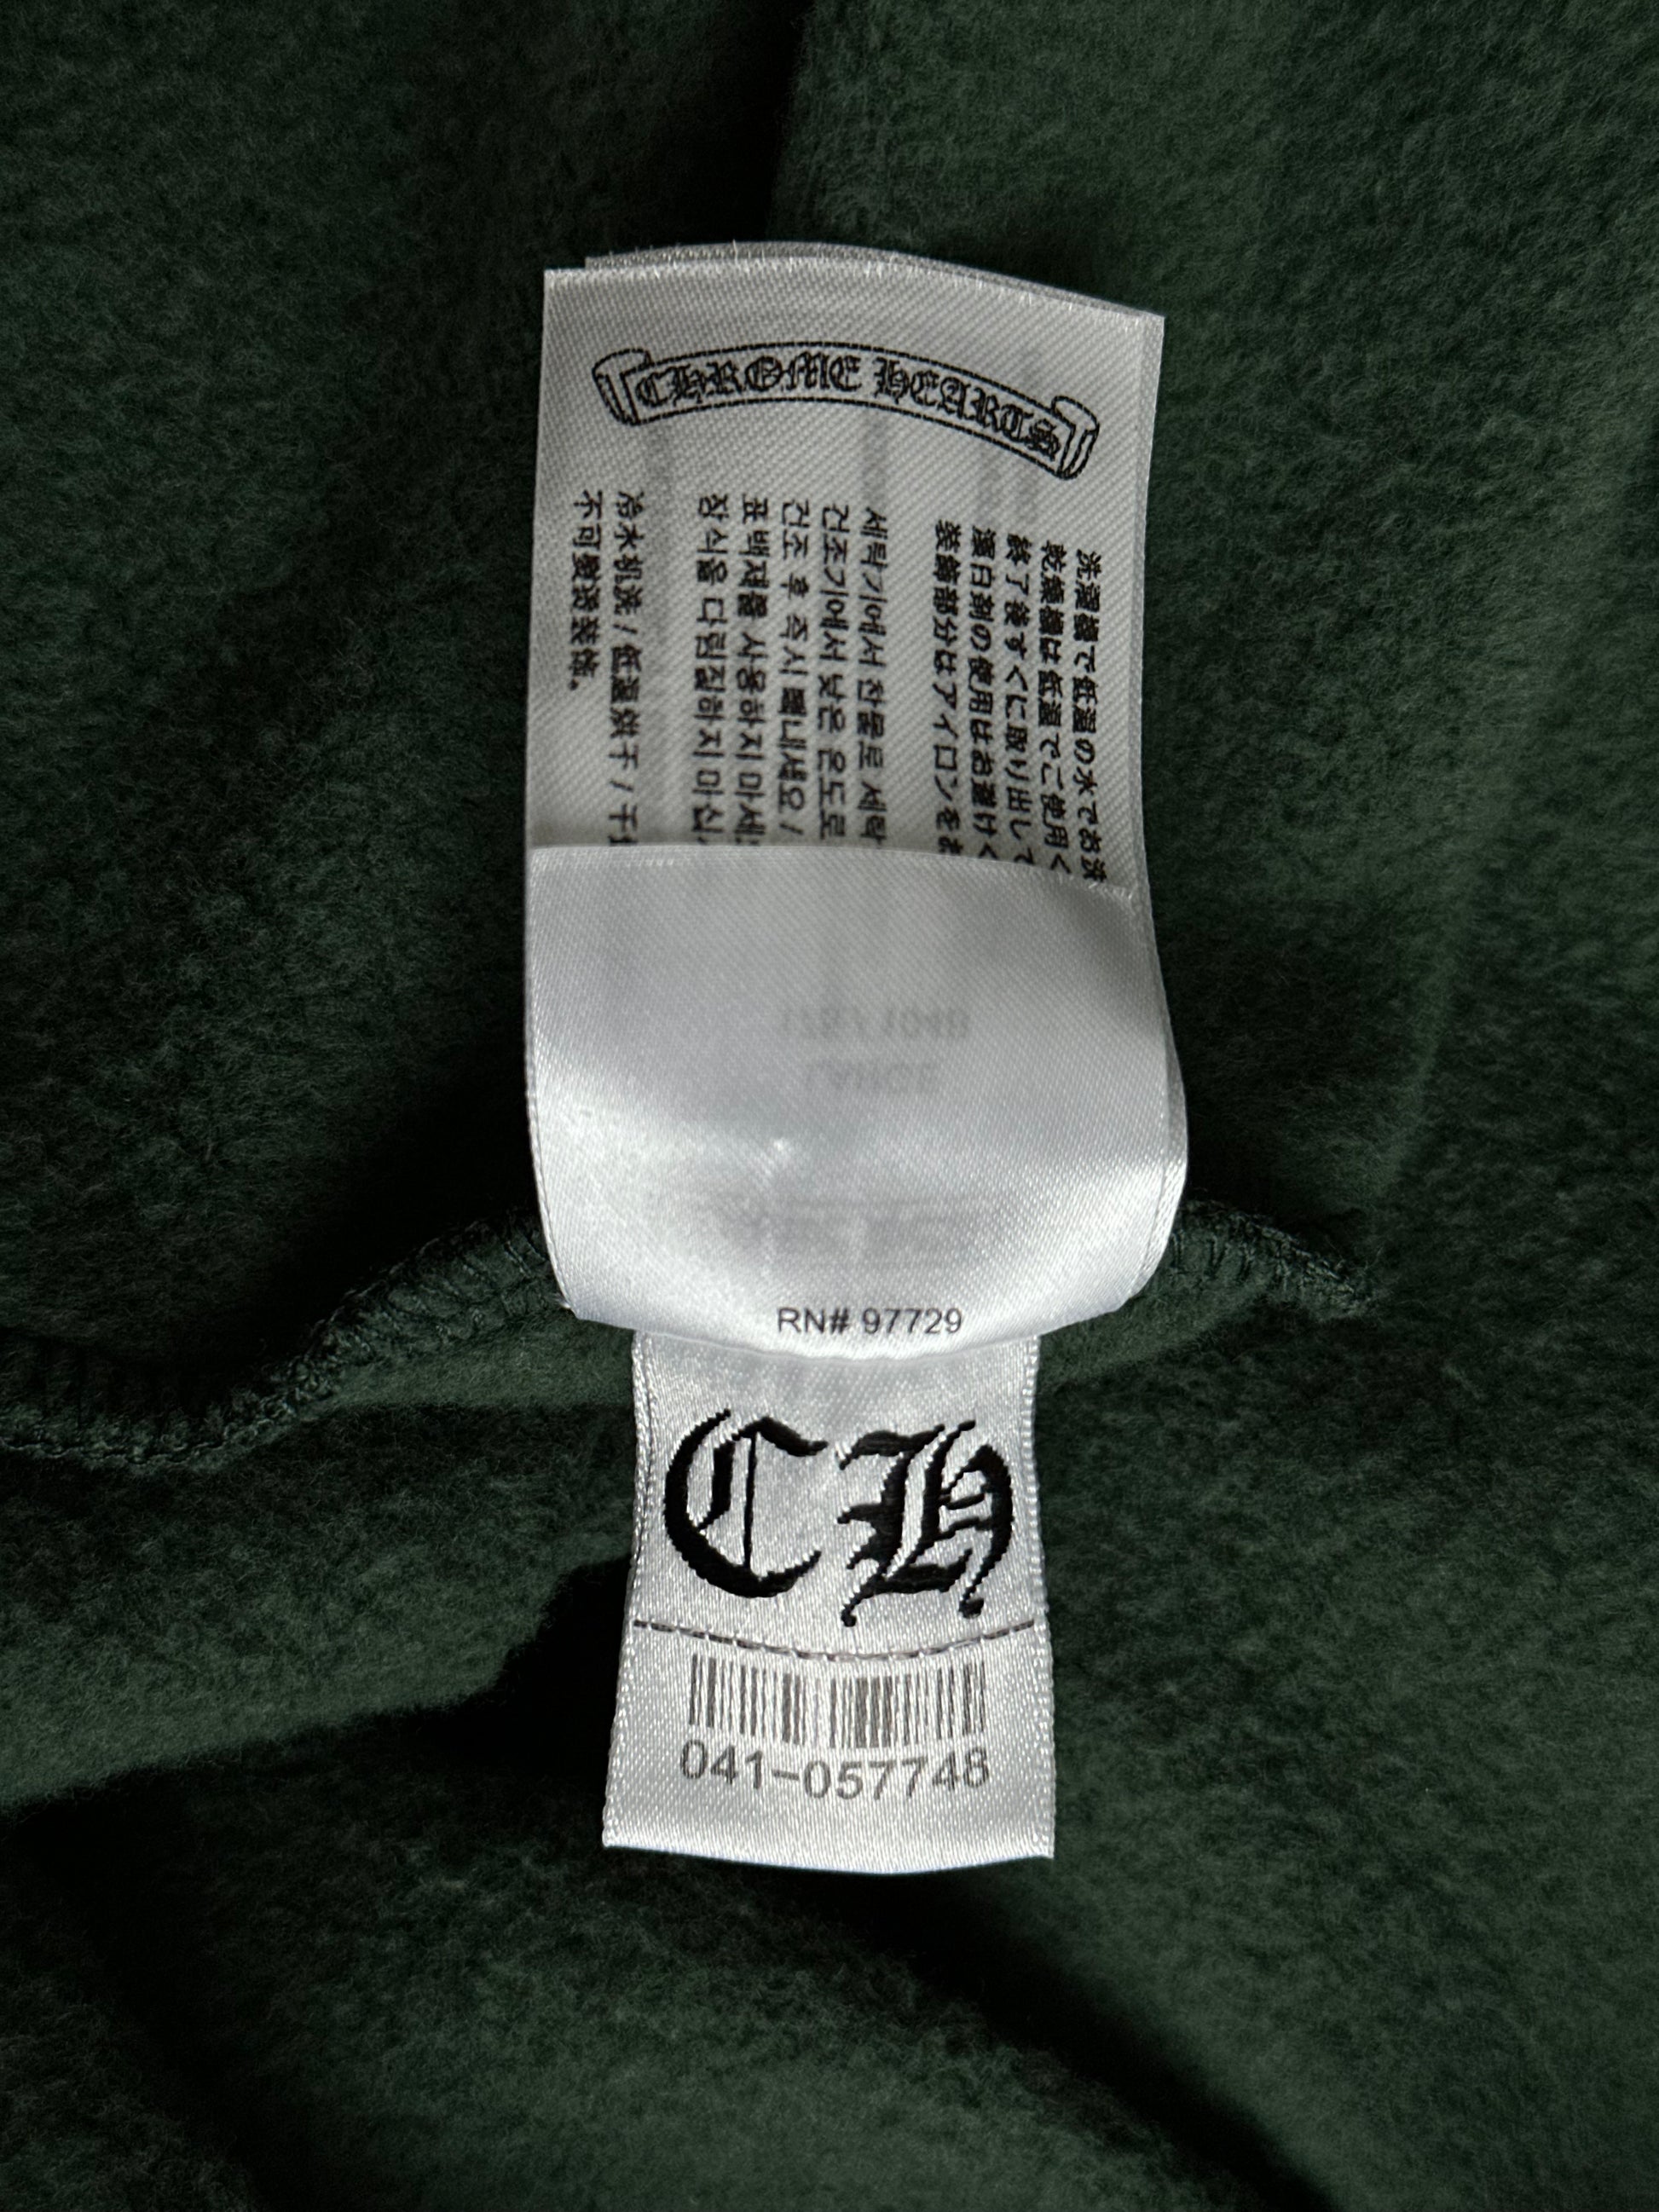 CHROME HEARTS
洗濯機で低温の水でお洗
乾燥機は低温でご使用く
終了後すぐに取り出して
漂白剤の使用はお避けく
装飾部分はアイロンをお
세탁기에서 찬물로 세탁
건조기에서 낮은 온도로
건조 후 즉시 빼내세요 /
표백제를 사용하지 마세
장식을 다림질하지 마십
冷水机洗 / 低温烘干 / 干
不可熨烫装饰。
LARGE
RN# 97729
CH
041-057748